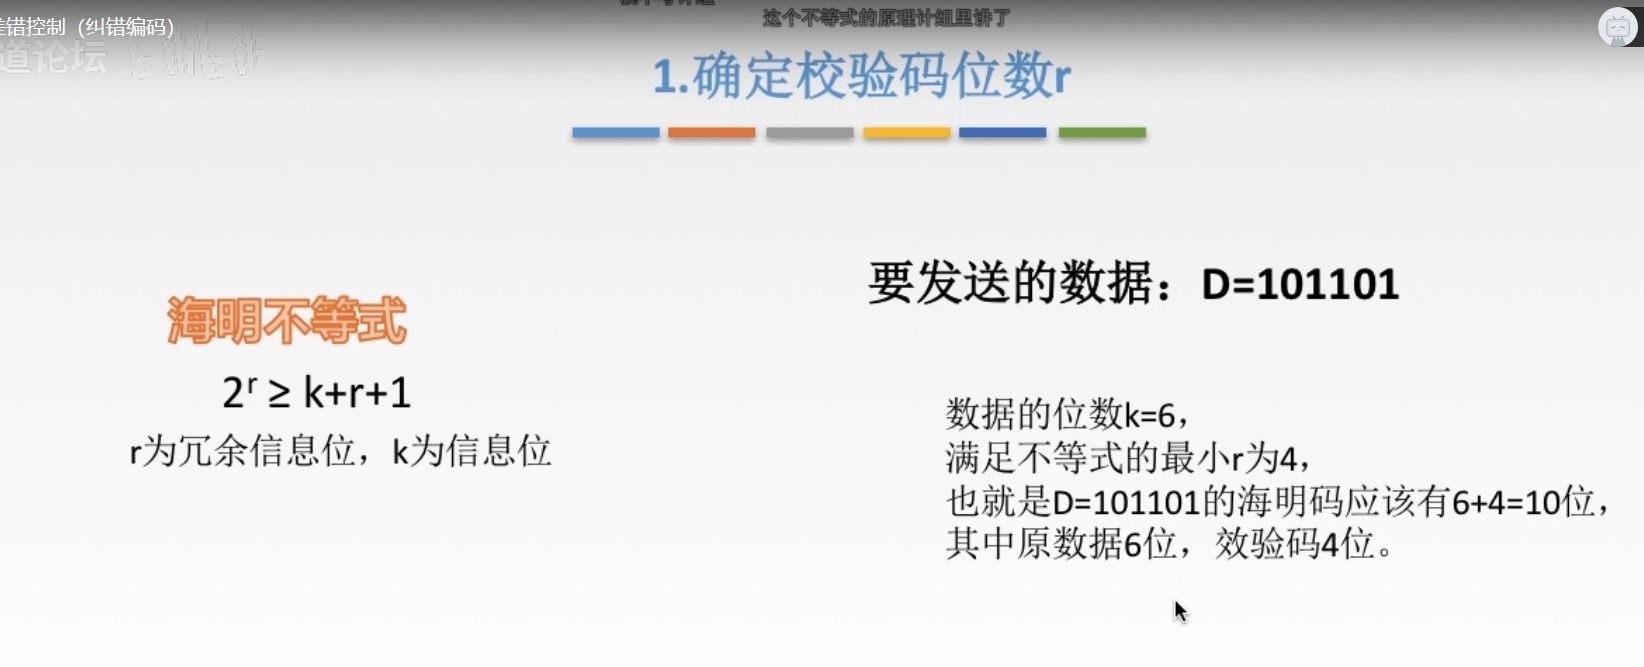 这个不等式的原理计组里讲了
差错控制（纠错编码）
道论坛 bilibili
1.确定校验码位数r
要发送的数据：D=101101
海明不等式
2ʳ ≥ k+r+1
r为冗余信息位，k为信息位
数据的位数k=6，
满足不等式的最小r为4，
也就是D=101101的海明码应该有6+4=10位，
其中原数据6位，效验码4位。